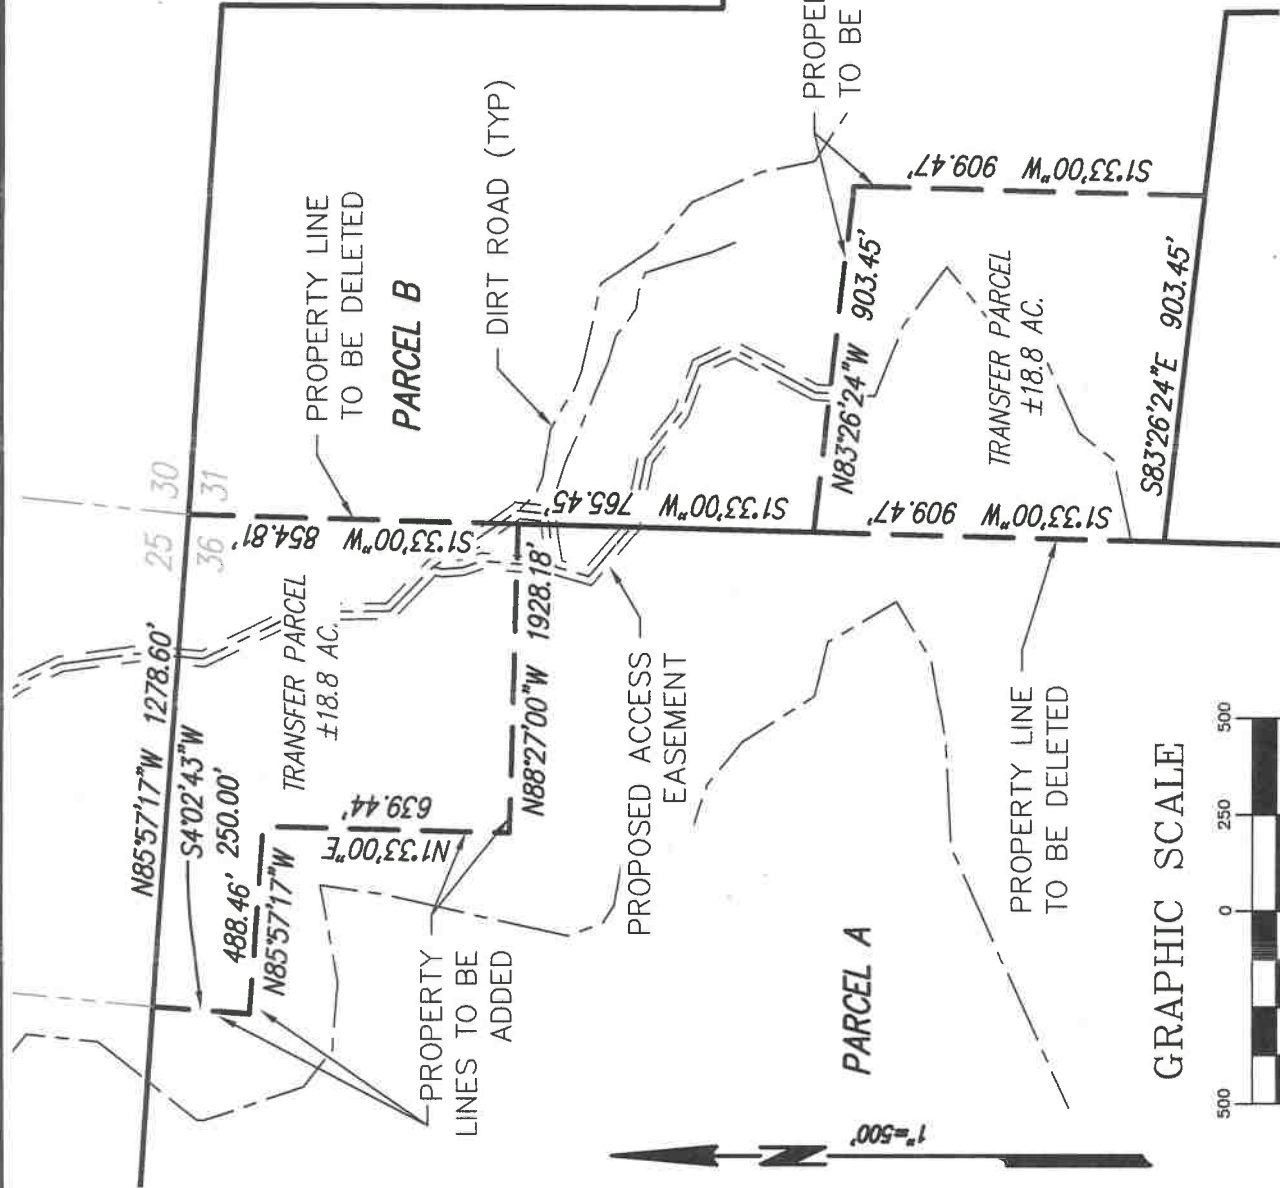 25
30
36
31
N85°57'17"W 1278.60'
S4°02'43"W
250.00'
488.46'
N85°57'17"W
N1°33'00"E
639.44'
TRANSFER PARCEL
±18.8 AC.
N88°27'00"W 1928.18'
S1°33'00"W 854.81'
PROPERTY LINE
TO BE DELETED
PARCEL B
DIRT ROAD (TYP)
S1°33'00"W 765.45'
PROPER
TO BE
N83°26'24"W 903.45'
S1°33'00"W 909.47'
TRANSFER PARCEL
±18.8 AC.
S1°33'00"W 909.47'
S83°26'24"E 903.45'
PROPERTY
LINES TO BE
ADDED
PROPOSED ACCESS
EASEMENT
PROPERTY LINE
TO BE DELETED
PARCEL A
N
1"=500'
GRAPHIC SCALE
500 0 250 500